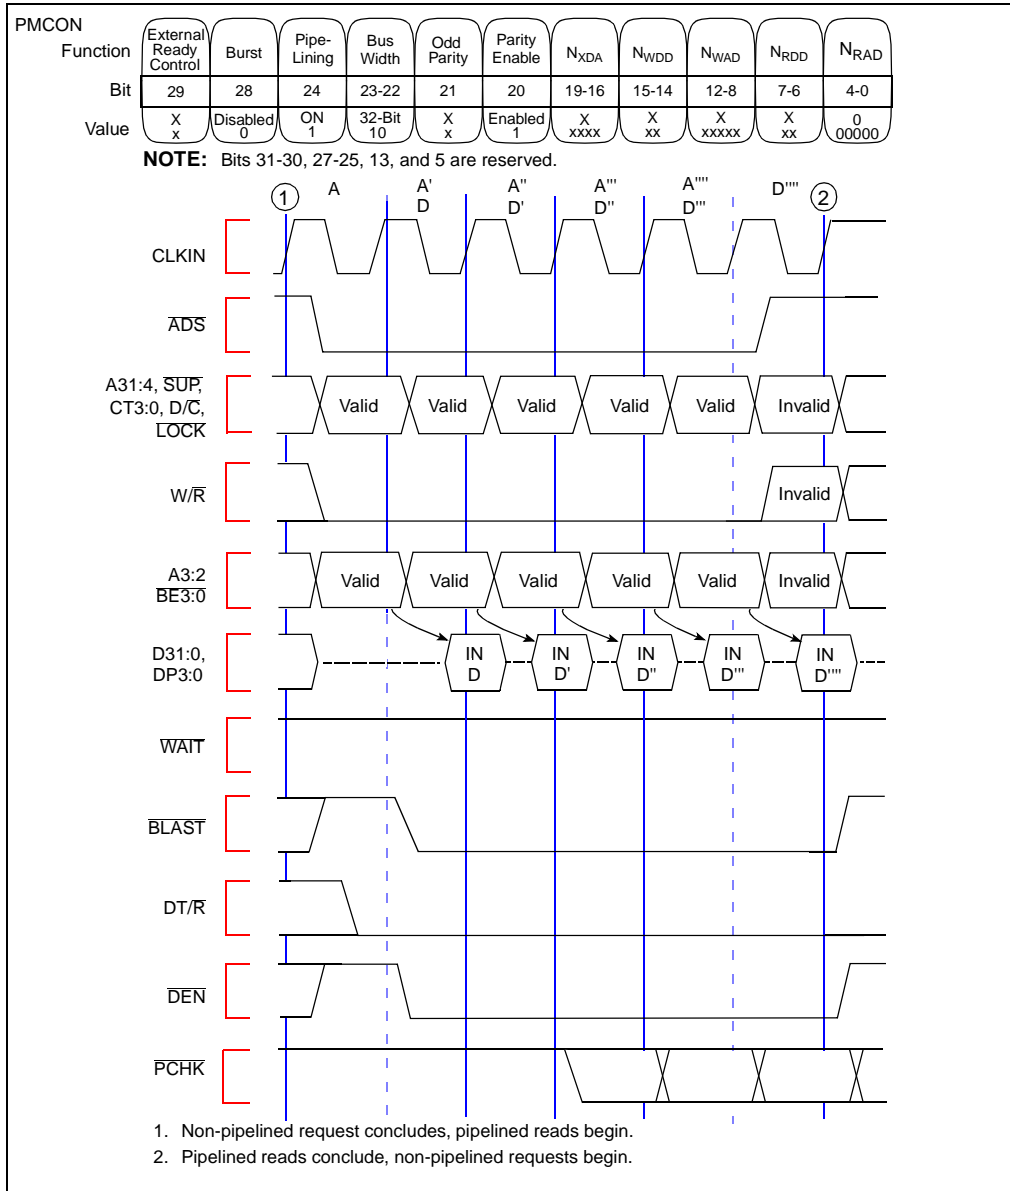 PMCON
Function External Ready Control Burst Pipe-Lining Bus Width Odd Parity Parity Enable NXDA NWDD NWAD NRDD NRAD
Bit 29 28 24 23-22 21 20 19-16 15-14 12-8 7-6 4-0
Value X x Disabled 0 ON 1 32-Bit 10 X x Enabled 1 X xxxx X xx X xxxxx X xx 0 00000
NOTE: Bits 31-30, 27-25, 13, and 5 are reserved.
1 A A' A'' A''' A'''' D'''' 2
D D' D'' D'''
CLKIN
ADS
A31:4, SUP,
CT3:0, D/C,
LOCK
Valid Valid Valid Valid Valid Invalid
W/R Invalid
A3:2
BE3:0
Valid Valid Valid Valid Valid Invalid
D31:0,
DP3:0
IN IN IN IN IN
D D' D'' D''' D''''
WAIT
BLAST
DT/R
DEN
PCHK
1. Non-pipelined request concludes, pipelined reads begin.
2. Pipelined reads conclude, non-pipelined requests begin.